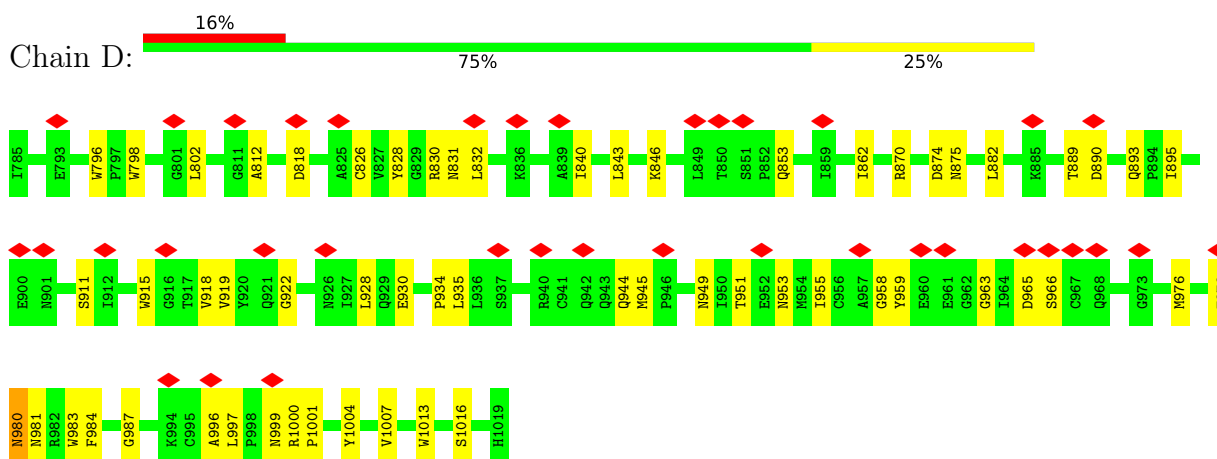 16%
Chain D:
75% 25%
I785 E793 W796 P797 W798 G801 L802 G811 A812 D818 A825 C826 V827 Y828 G829 R830 N831 L832 K836 A839 I840 L843 K846 L849 T850 S851 P852 Q853 I859 I862 R870 D874 N875 L882 K885 T889 D890 Q893 P894 I895
E900 N901 S911 I912 W915 G916 T917 V918 V919 Y920 Q921 G922 N926 I927 L928 Q929 E930 P934 L935 L936 S937 R940 C941 Q942 Q943 Q944 M945 P946 N949 I950 T951 E952 N953 M954 I955 C956 A957 G958 Y959 E960 E961 G962 G963 I964 D965 S966 C967 Q968 G973 M976
N980 N981 R982 W983 F984 G987 K994 C995 A996 L997 P998 N999 R1000 P1001 Y1004 V1007 W1013 S1016 H1019